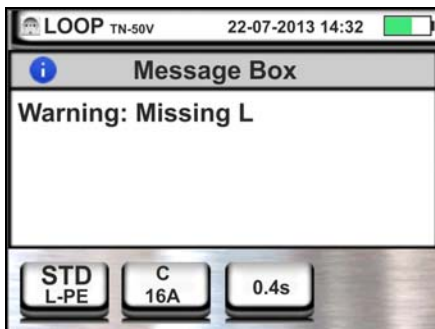 LOOP TN-50V 22-07-2013 14:32
Message Box
Warning: Missing L
STD C
L-PE 16A 0.4s